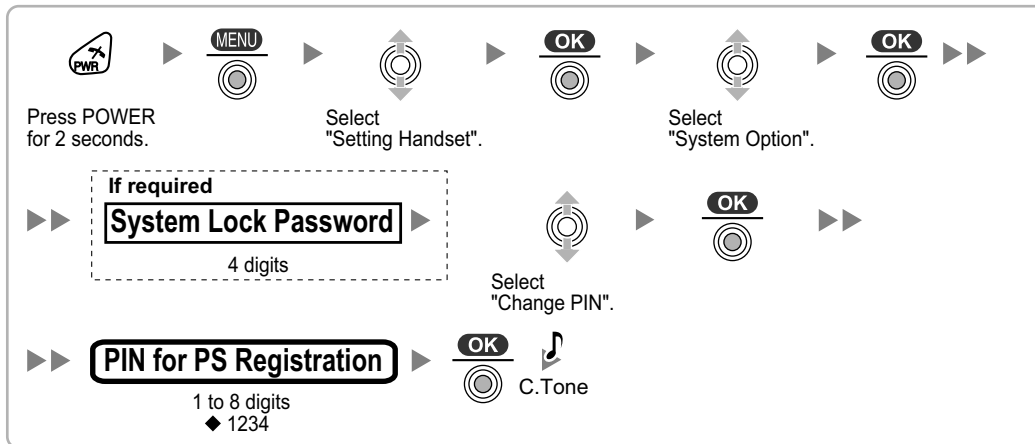 PWR
MENU
OK
OK
Press POWER
for 2 seconds.
Select
"Setting Handset".
Select
"System Option".
If required
System Lock Password
4 digits
OK
Select
"Change PIN".
PIN for PS Registration
1 to 8 digits
◆ 1234
OK
C.Tone